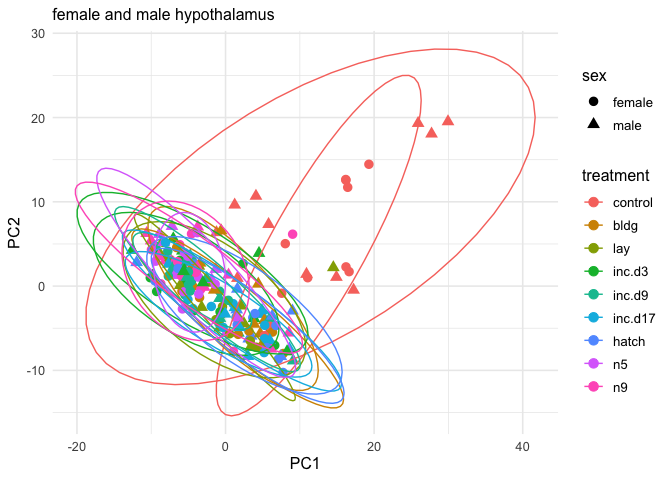 female and male hypothalamus
30
20
10
0
-10
PC2
-20
0
20
40
PC1
sex
female
male
treatment
control
bldg
lay
inc.d3
inc.d9
inc.d17
hatch
n5
n9